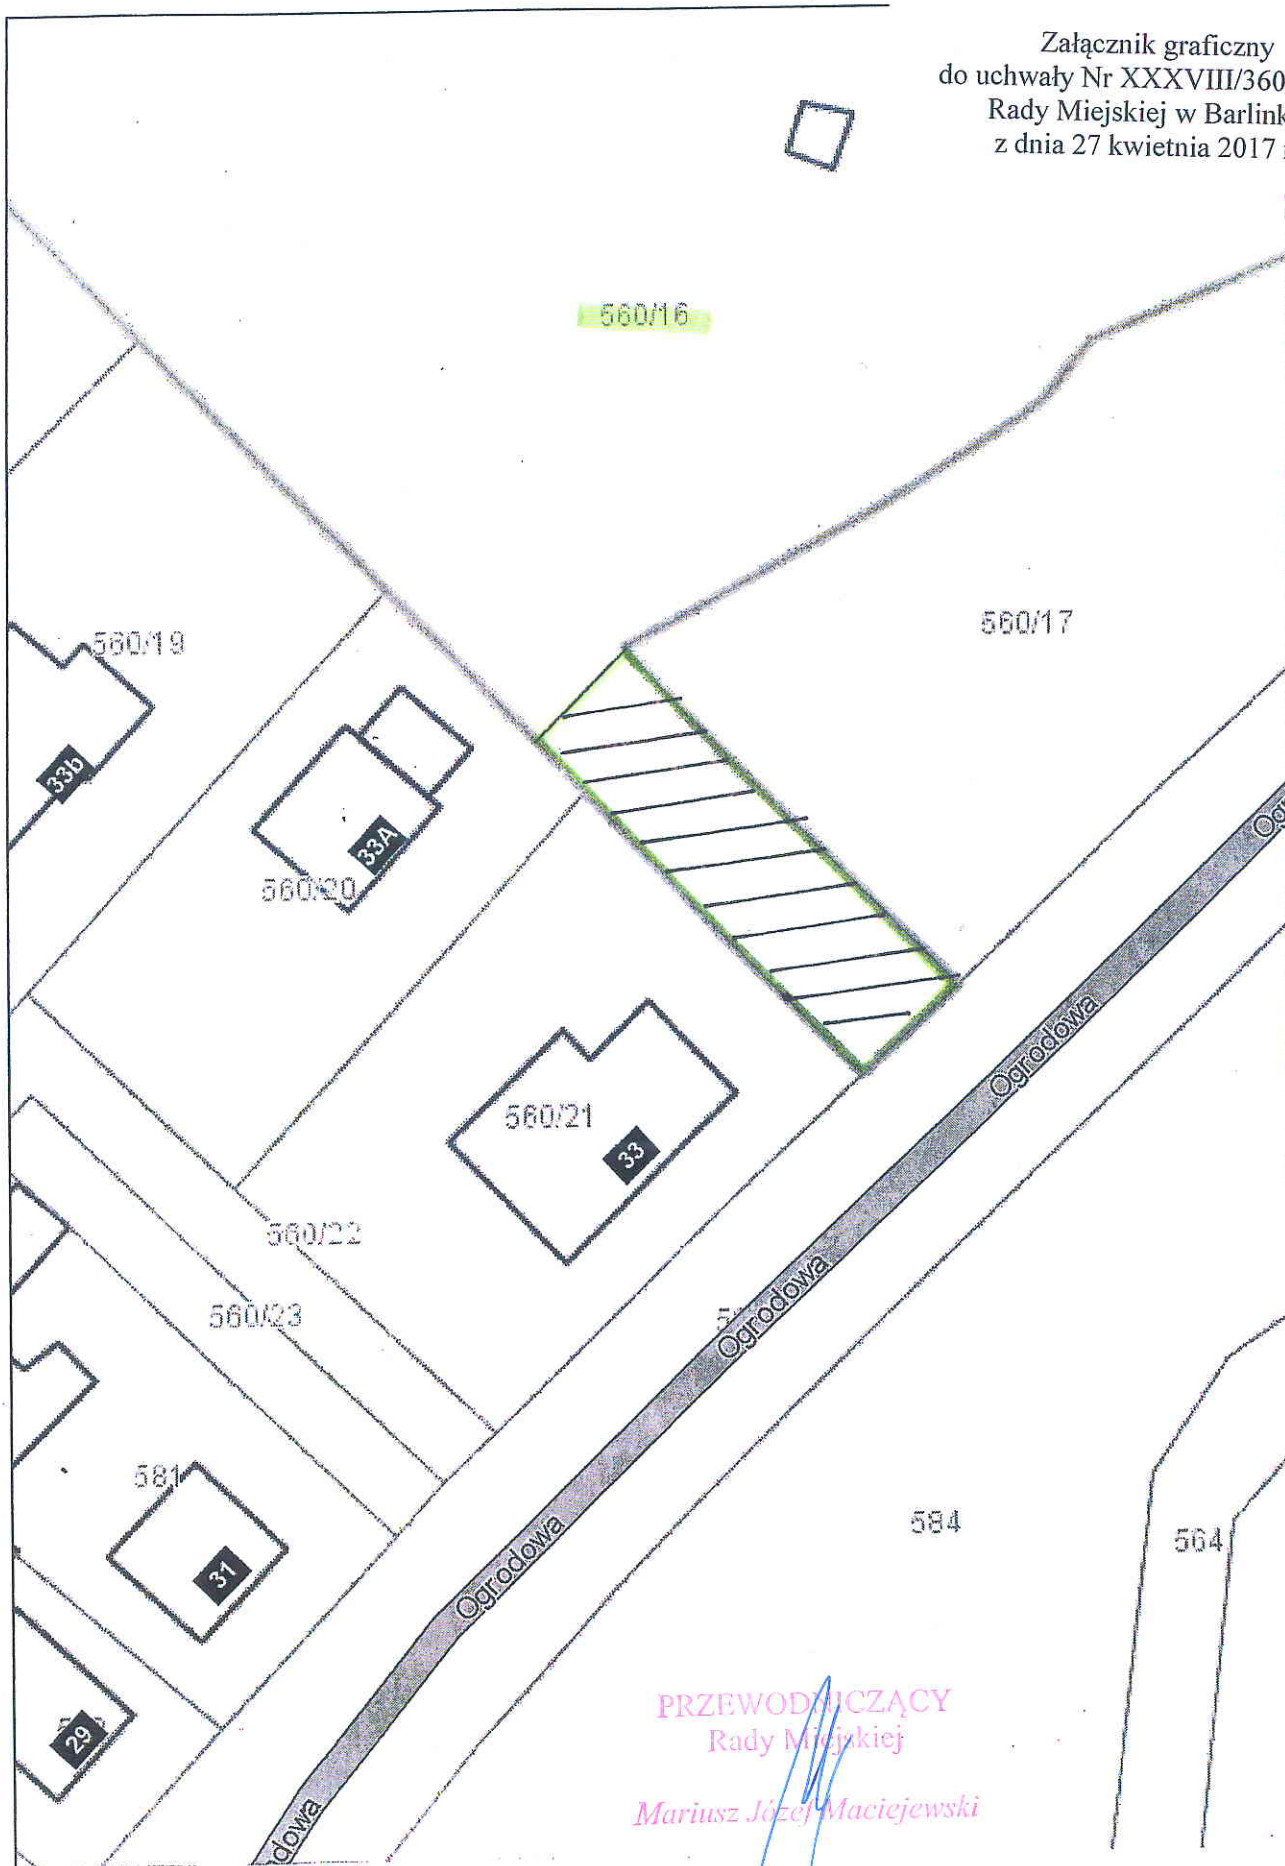 Załącznik graficzny
do uchwały Nr XXXVIII/360
Rady Miejskiej w Barlink
z dnia 27 kwietnia 2017
560/16
560/17
560/19
33b
33A
560/20
Og
Ogrodowa
560/21
33
560/22
560/23
Ogrodowa
581
31
Ogrodowa
584
564
29
dowa
PRZEWODNICZĄCY
Rady Miejskiej
Mariusz Józef Maciejewski